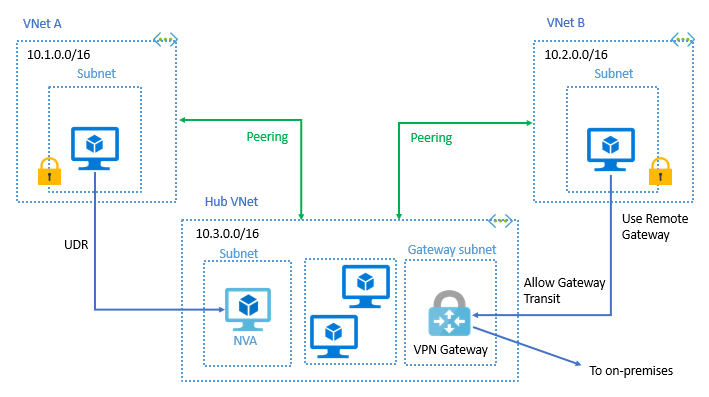 VNet A
VNet B
10.1.0.0/16
10.2.0.0/16
Subnet
Subnet
Peering
Peering
Hub VNet
Use Remote
Gateway
10.3.0.0/16
UDR
Subnet
Gateway subnet
Allow Gateway
Transit
NVA
VPN Gateway
To on-premises